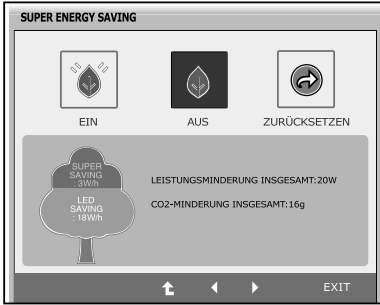 SUPER ENERGY SAVING
EIN AUS ZURÜCKSETZEN
SUPER
SAVING
: 3W/h
LED
SAVING
: 18W/h
LEISTUNGSMINDERUNG INSGESAMT:20W
CO2-MINDERUNG INSGESAMT:16g
EXIT